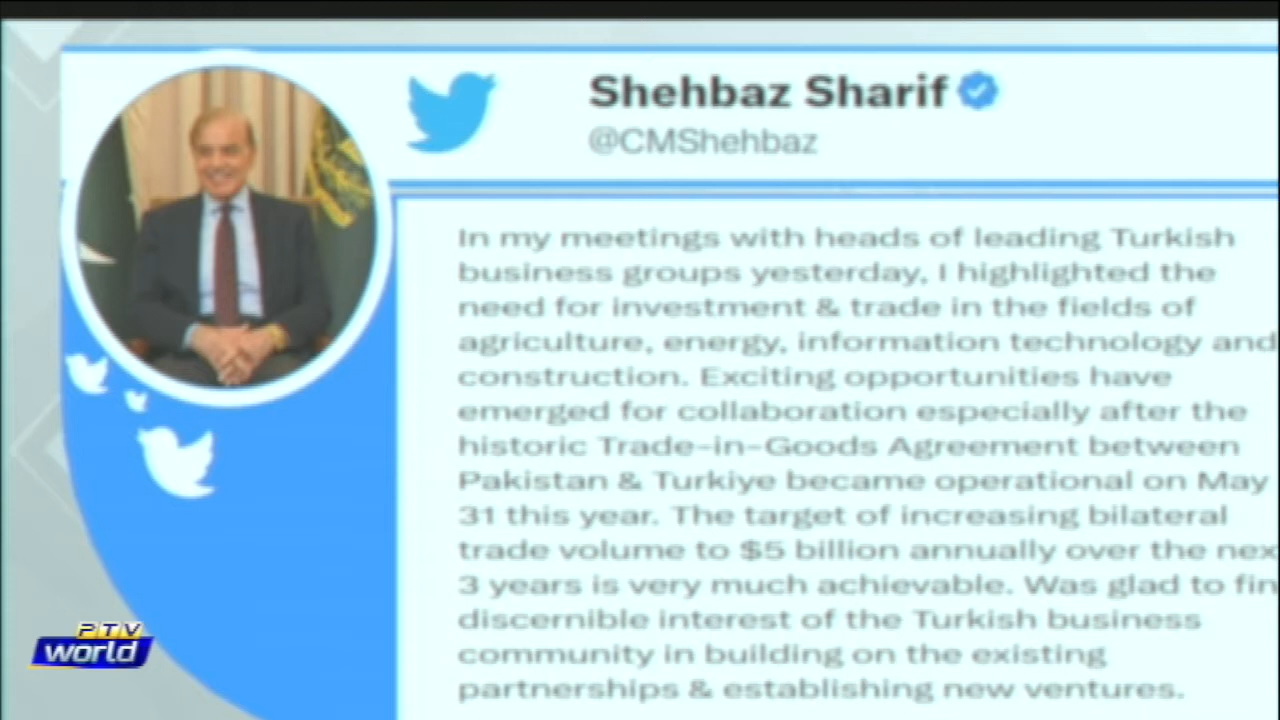 Shehbaz Sharif
@CMShehbaz
In my meetings with heads of leading Turkish
business groups yesterday, I highlighted the
need for investment & trade in the fields of
agriculture, energy, information technology and
construction. Exciting opportunities have
emerged for collaboration especially after the
historic Trade-in-Goods Agreement between
Pakistan & Turkiye became operational on May
31 this year. The target of increasing bilateral
trade volume to $5 billion annually over the nex
3 years is very much achievable. Was glad to fin
discernible interest of the Turkish business
community in building on the existing
partnerships & establishing new ventures.
PTV
world